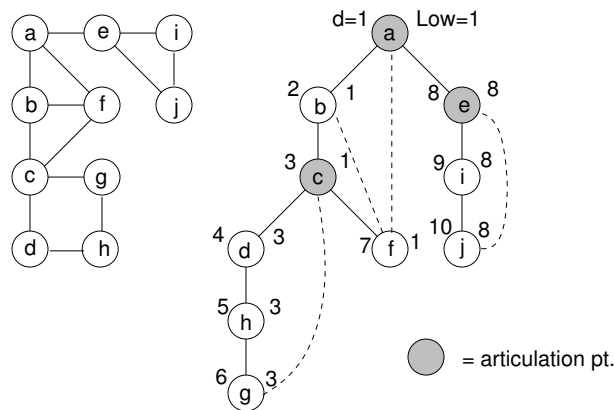 d=1 a Low=1
a e i
2 b 1 8 e 8
b f j
3 c 1 9 i 8
c g
4 d 3 7 f 1 10 j 8
d h
5 h 3
6 g 3
= articulation pt.